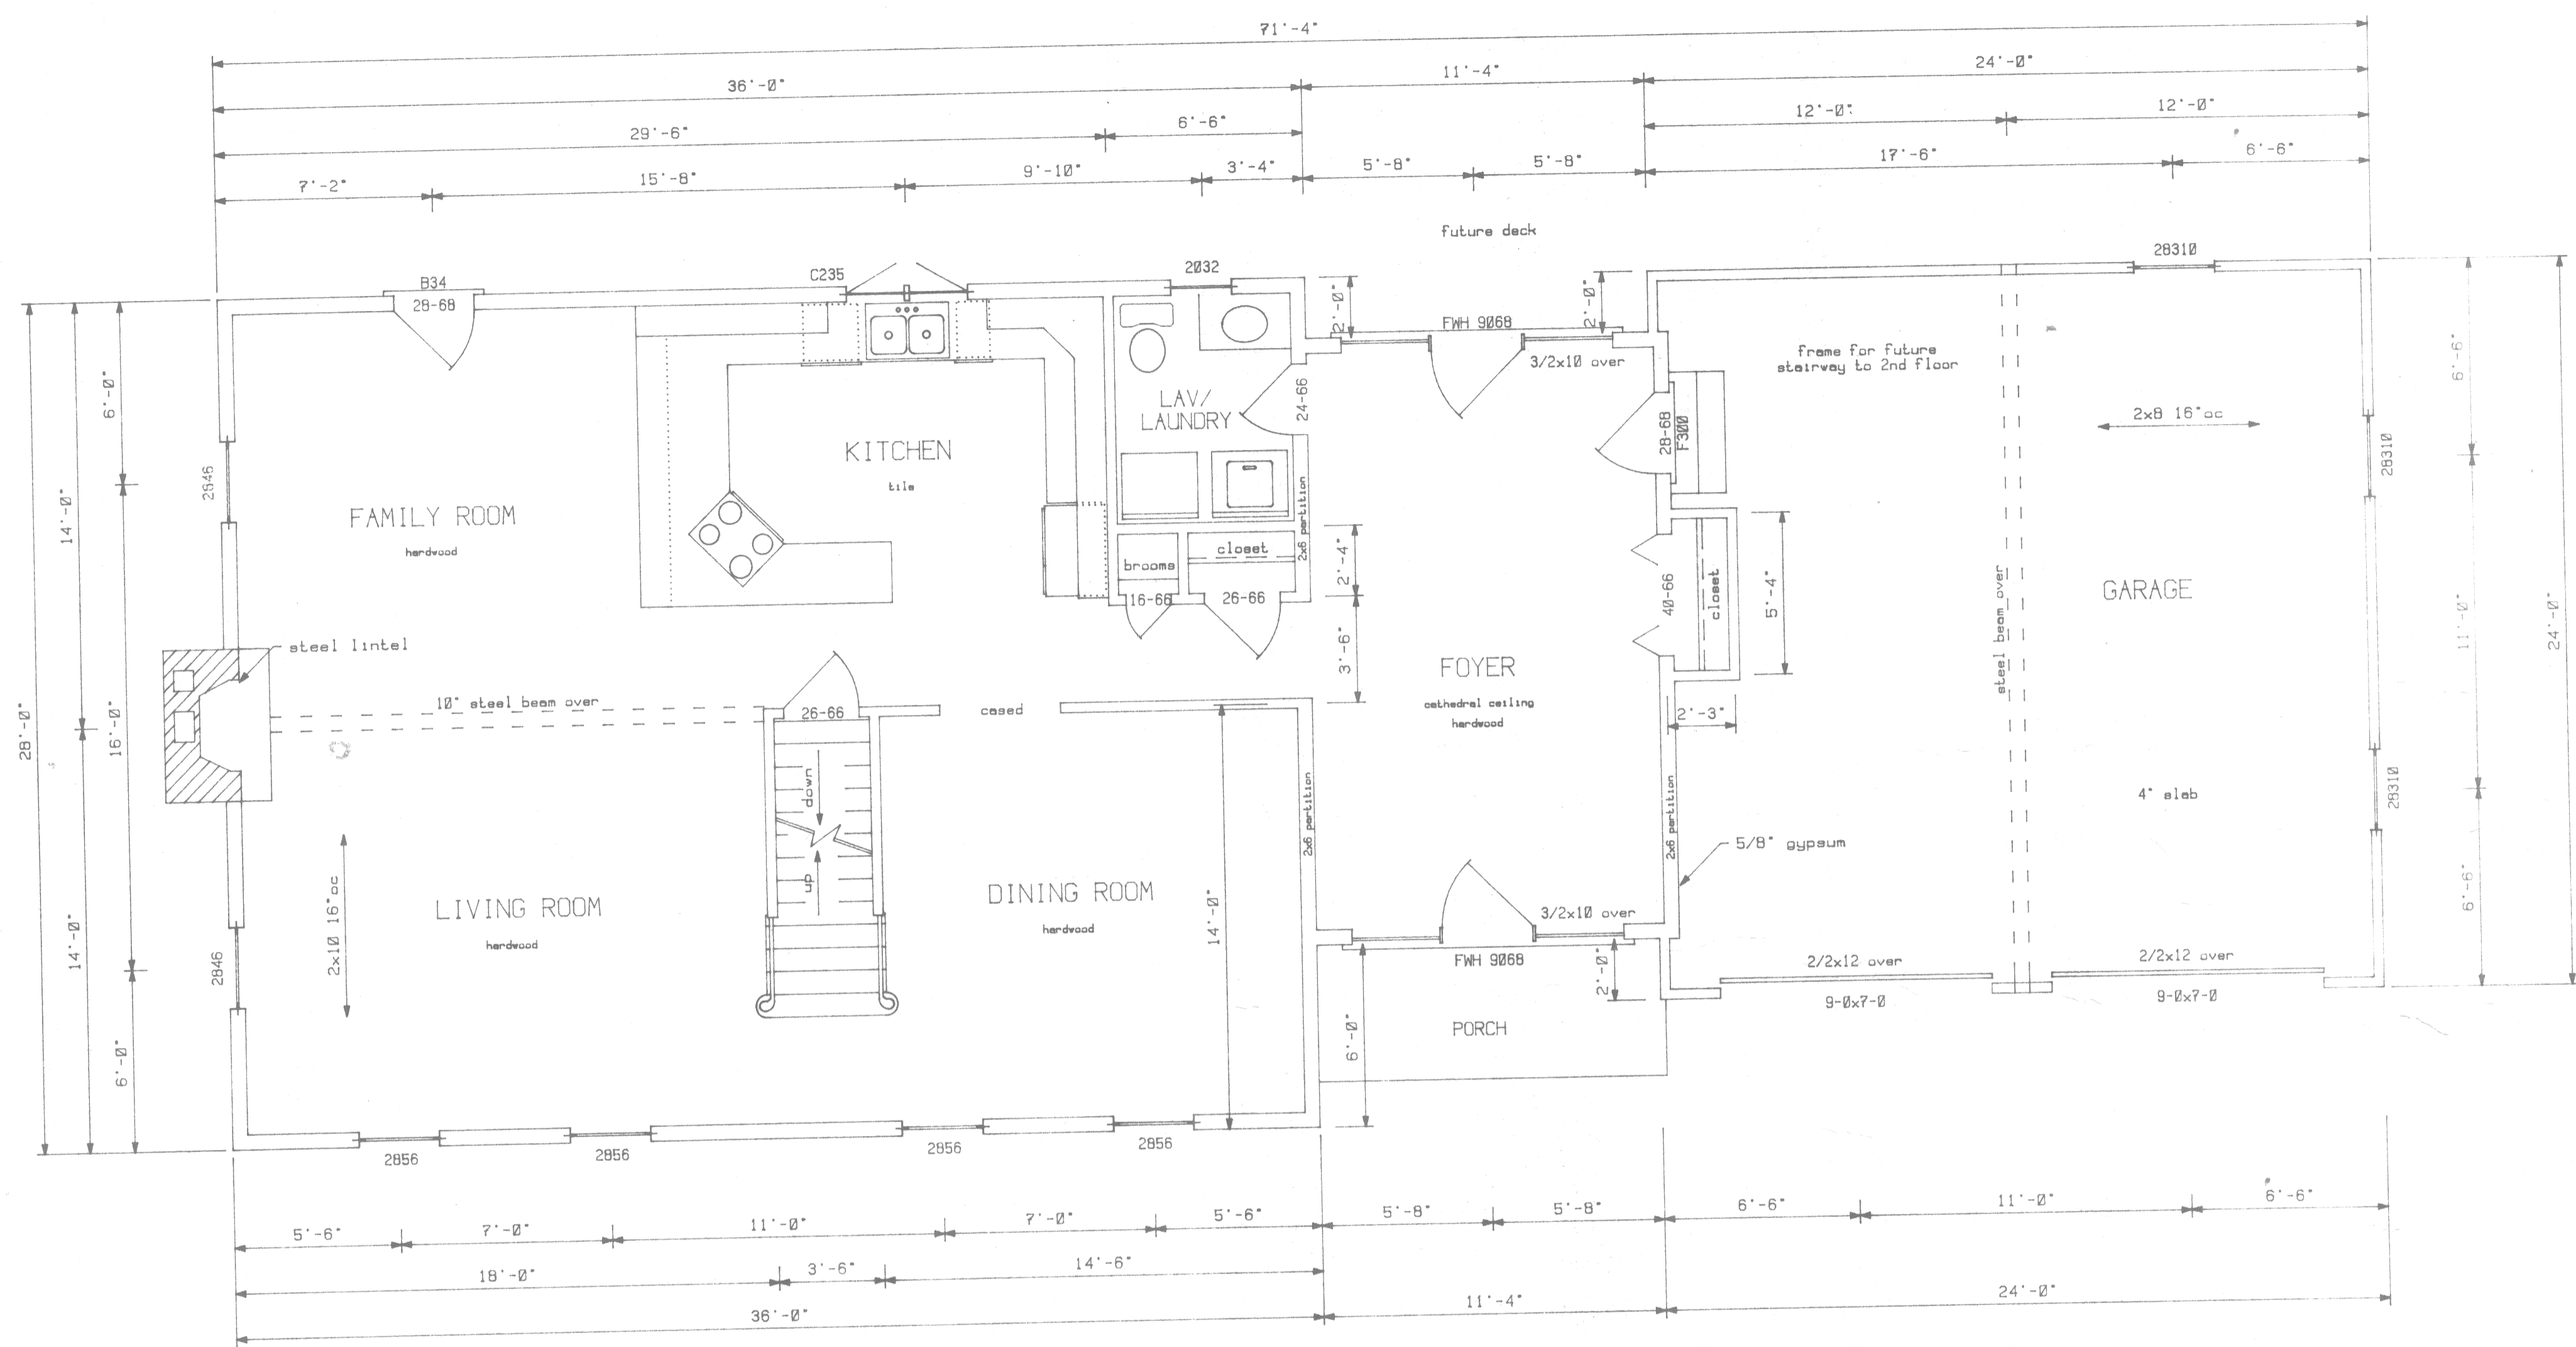 71'-4"
36'-0"
11'-4"
24'-0"
29'-6"
6'-6"
12'-0"
12'-0"
7'-2"
15'-8"
9'-10"
3'-4"
5'-8"
5'-8"
17'-6"
6'-6"
future deck
B34
28-68
C235
2032
2'-0"
FWH 9068
3/2x10 over
2'-0"
28310
frame for future
stairway to 2nd floor
2x8 16"oc
28310
6'-6"
28'-0"
14'-0"
6'-0"
2846
16'-0"
FAMILY ROOM
hardwood
KITCHEN
tile
LAV/
LAUNDRY
24-66
2x6 partition
28-68
F300
brooms
closet
16-66
26-66
2'-4"
3'-6"
40-66
closet
5'-4"
2'-3"
steel beam over
GARAGE
11'-0"
24'-0"
steel lintel
10" steel beam over
26-66
cased
FOYER
cathedral ceiling
hardwood
down
up
2x6 partition
2x6 partition
5/8" gypsum
4" slab
28310
6'-6"
14'-0"
2x10 16"oc
2846
6'-0"
LIVING ROOM
hardwood
DINING ROOM
hardwood
14'-0"
3/2x10 over
FWH 9068
2'-0"
2/2x12 over
9-0x7-0
2/2x12 over
9-0x7-0
PORCH
6'-0"
2856
2856
2856
2856
5'-6"
7'-0"
11'-0"
7'-0"
5'-6"
5'-8"
5'-8"
6'-6"
11'-0"
6'-6"
18'-0"
3'-6"
14'-6"
36'-0"
11'-4"
24'-0"